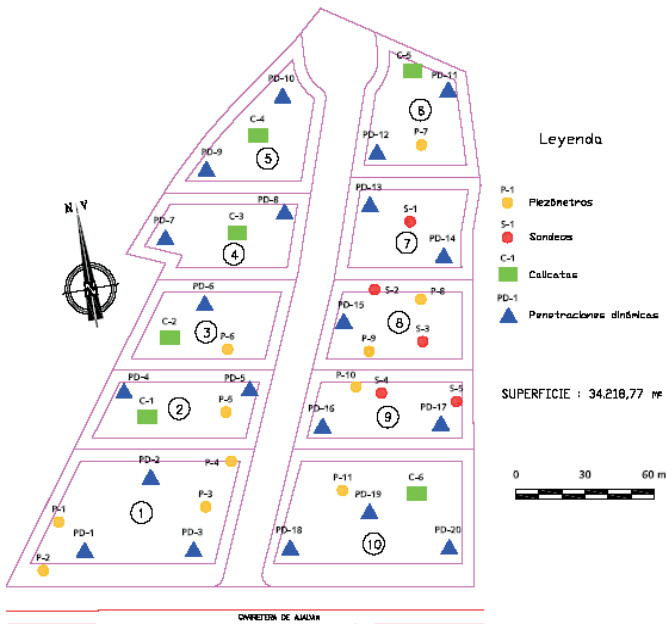 C-5
PD-10
PD-11
C-4
6
PD-12
P-7
5
PD-9
Leyenda
P-1
Piezómetros
S-1
Sondeos
C-1
Calicatas
PD-1
Penetraciones dinámicas
PD-13
S-1
7
PD-14
PD-8
C-3
PD-7
4
N V
N
PD-6
C-2
3
P-6
S-2
P-8
PD-15
8
P-9
S-3
PD-4
PD-5
C-1
2
P-5
P-10
S-4
S-5
9
PD-16
PD-17
SUPERFICIE : 34.218,77 m²
0 30 60 m
PD-2
P-4
P-1
1
P-3
PD-1
PD-3
P-2
P-11
C-6
PD-19
PD-18
10
PD-20
CARRETERA DE AJALVIR